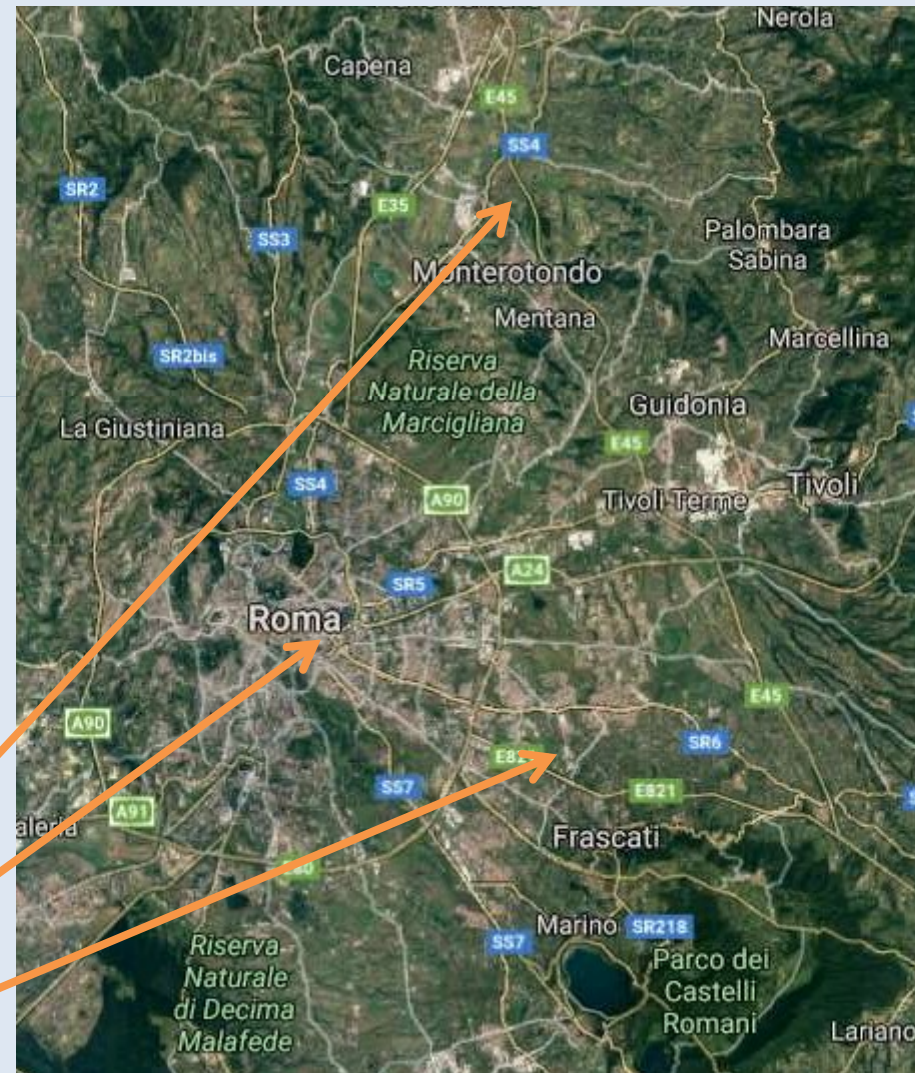 Nerola
Capena
E45
SS4
SR2
E35
SS3
Palombara
Sabina
Monterotondo
Mentana
Marcellina
SR2bis
Riserva
Naturale della
Marcigliana
Guidonia
La Giustiniana
E45
SS4
A90
Tivoli Terme
Tivoli
A24
SR5
Roma
E45
A90
SR6
E821
SS7
E821
A91
aleria
Frascati
E80
Marino
SR218
SS7
Riserva
Naturale
di Decima
Malafede
Parco dei
Castelli
Romani
Lariano